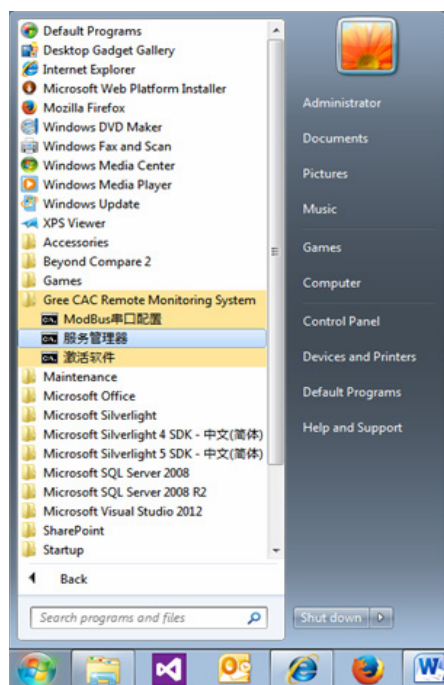 Default Programs
Desktop Gadget Gallery
Internet Explorer
Microsoft Web Platform Installer
Mozilla Firefox
Windows DVD Maker
Windows Fax and Scan
Windows Media Center
Windows Media Player
Windows Update
XPS Viewer
Accessories
Beyond Compare 2
Games
Gree CAC Remote Monitoring System
ModBus串口配置
服务管理器
激活软件
Maintenance
Microsoft Office
Microsoft Silverlight
Microsoft Silverlight 4 SDK - 中文(简体)
Microsoft Silverlight 5 SDK - 中文(简体)
Microsoft SQL Server 2008
Microsoft SQL Server 2008 R2
Microsoft Visual Studio 2012
SharePoint
Startup
Back
Search programs and files
Administrator
Documents
Pictures
Music
Games
Computer
Control Panel
Devices and Printers
Default Programs
Help and Support
Shut down